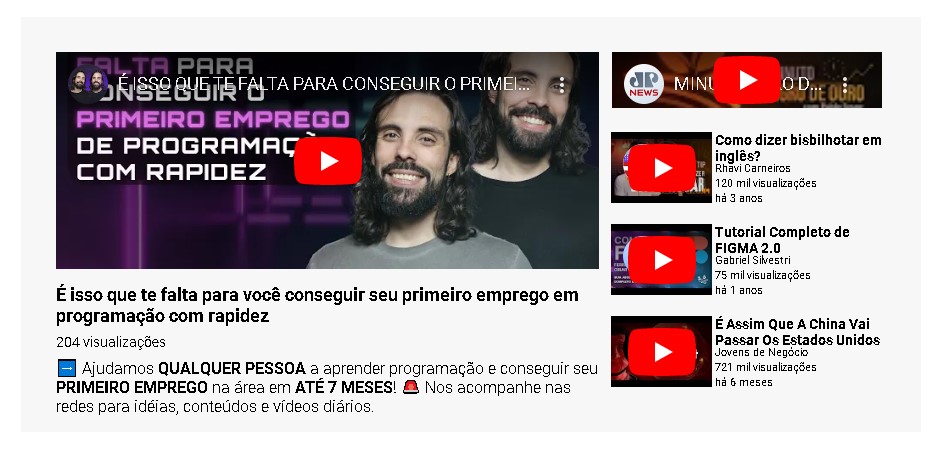 FALTA PARA
CONSEGUIR O
É ISSO QUE TE FALTA PARA CONSEGUIR O PRIMEI...
PRIMEIRO EMPREGO
DE PROGRAMAÇÃO
COM RAPIDEZ
É isso que te falta para você conseguir seu primeiro emprego em
programação com rapidez
204 visualizações
➡ Ajudamos QUALQUER PESSOA a aprender programação e conseguir seu
PRIMEIRO EMPREGO na área em ATÉ 7 MESES! 🚨 Nos acompanhe nas
redes para idéias, conteúdos e vídeos diários.
JP
NEWS
DE OURO
Como dizer bisbilhotar em
inglês?
Rhavi Carneiros
120 mil visualizações
há 3 anos
Tutorial Completo de
FIGMA 2.0
Gabriel Silvestri
75 mil visualizações
há 1 anos
É Assim Que A China Vai
Passar Os Estados Unidos
Jovens de Negócio
721 mil visualizações
há 6 meses